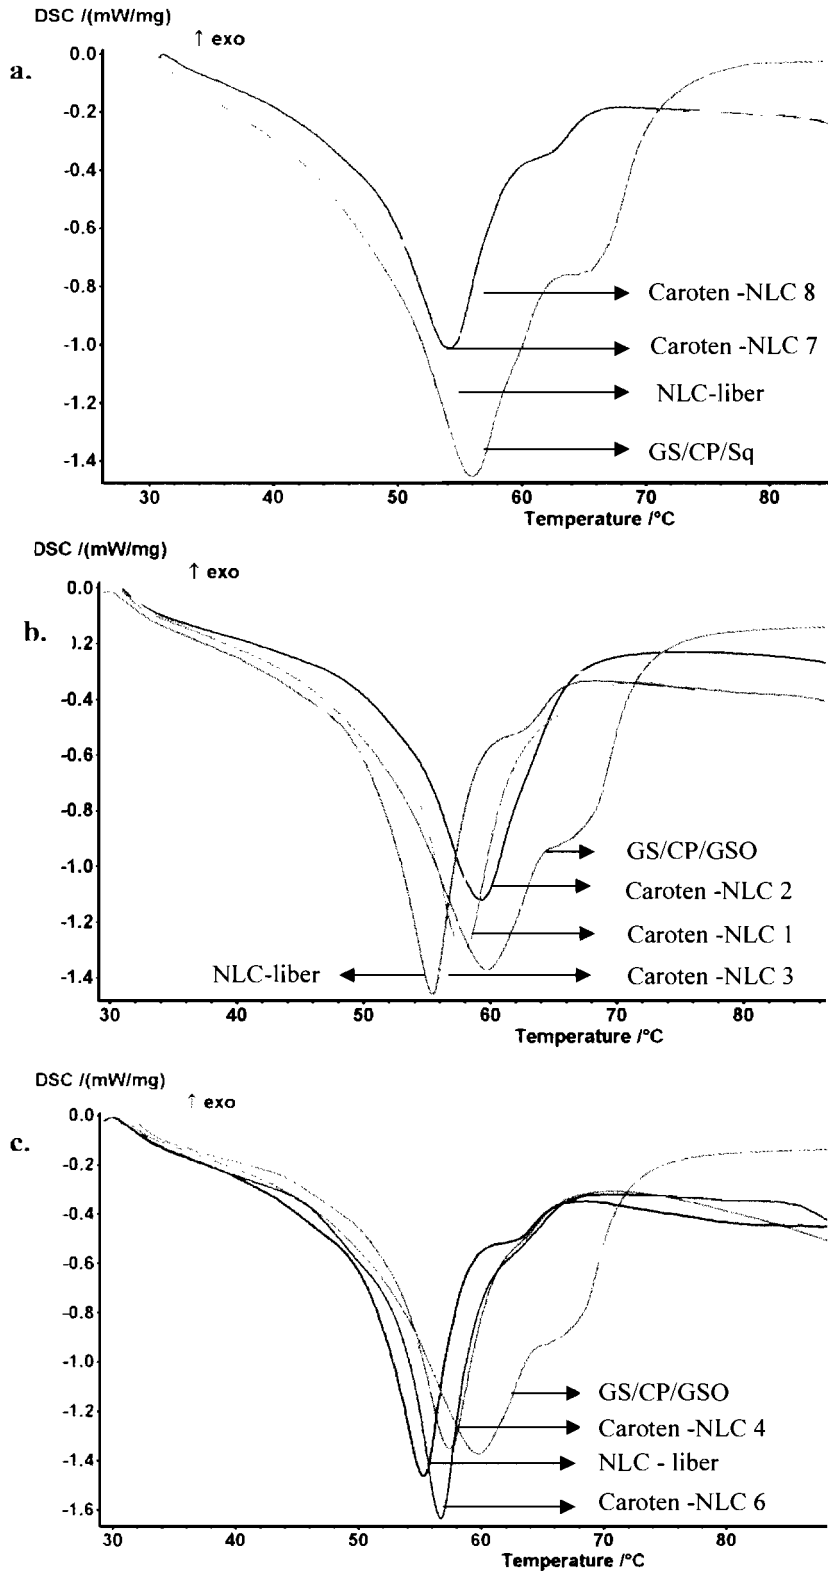 DSC /(mW/mg)
↑ exo
a.
0.0
-0.2
-0.4
-0.6
-0.8
-1.0
-1.2
-1.4
Caroten -NLC 8
Caroten -NLC 7
NLC-liber
GS/CP/Sq
30 40 50 60 70 80
Temperature /°C
DSC /(mW/mg)
↑ exo
b.
0.0
0.2
-0.4
-0.6
-0.8
-1.0
-1.2
-1.4
GS/CP/GSO
Caroten -NLC 2
Caroten -NLC 1
NLC-liber
Caroten -NLC 3
30 40 50 60 70 80
Temperature /°C
DSC /(mW/mg)
↑ exo
c.
0.0
-0.2
-0.4
-0.6
-0.8
-1.0
-1.2
-1.4
-1.6
GS/CP/GSO
Caroten -NLC 4
NLC - liber
Caroten -NLC 6
30 40 50 60 70 80
Temperature /°C